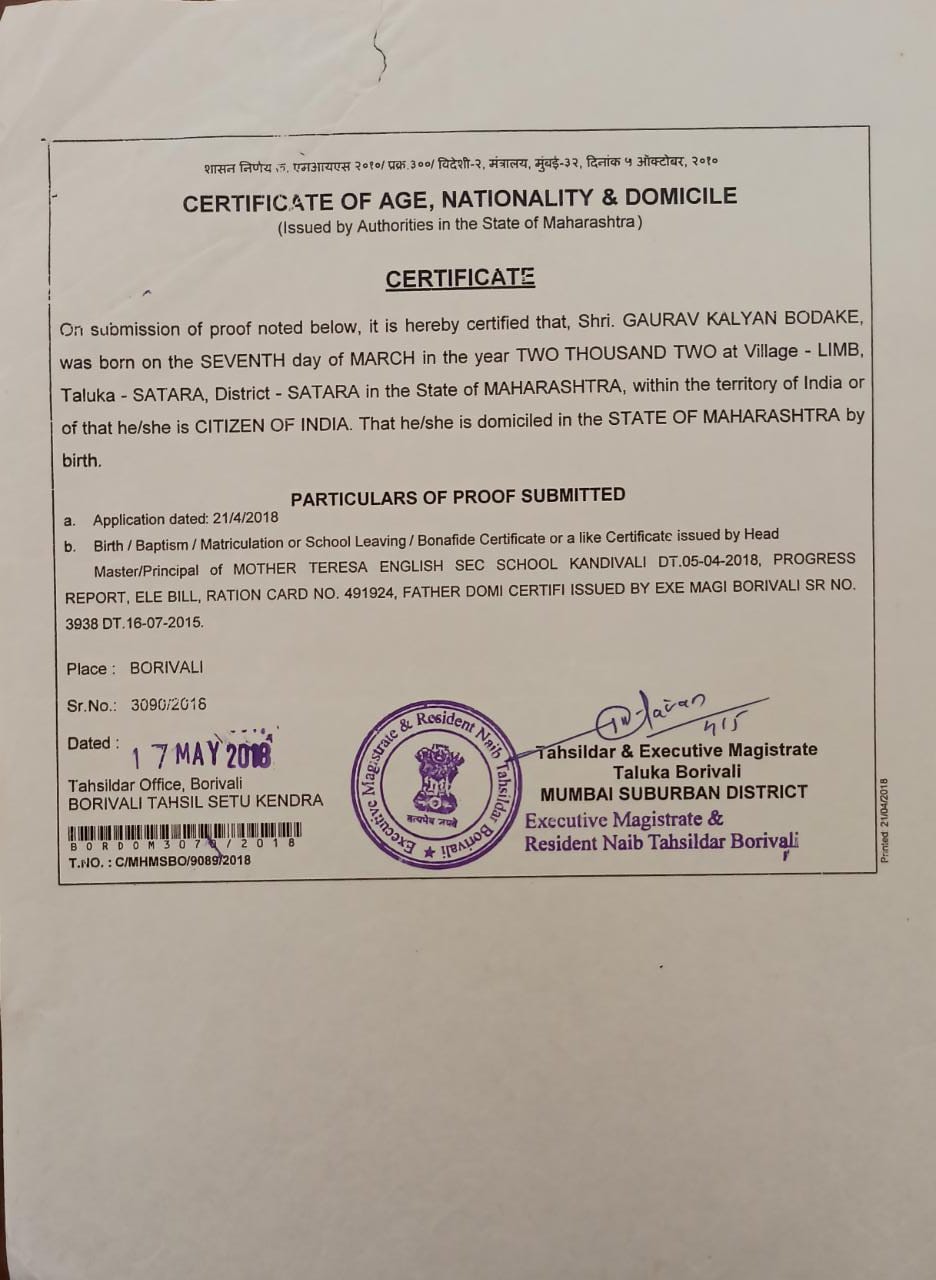 शासन निर्णय क्र. एमआयएस २०१०/ प्रक्र.३००/ विदेशी-२, मंत्रालय, मुंबई-३२, दिनांक ५ ऑक्टोबर, २०१०
CERTIFICATE OF AGE, NATIONALITY & DOMICILE
(Issued by Authorities in the State of Maharashtra)
CERTIFICATE
On submission of proof noted below, it is hereby certified that, Shri. GAURAV KALYAN BODAKE,
was born on the SEVENTH day of MARCH in the year TWO THOUSAND TWO at Village - LIMB,
Taluka - SATARA, District - SATARA in the State of MAHARASHTRA, within the territory of India or
of that he/she is CITIZEN OF INDIA. That he/she is domiciled in the STATE OF MAHARASHTRA by
birth.
PARTICULARS OF PROOF SUBMITTED
a. Application dated: 21/4/2018
b. Birth / Baptism / Matriculation or School Leaving / Bonafide Certificate or a like Certificate issued by Head
Master/Principal of MOTHER TERESA ENGLISH SEC SCHOOL KANDIVALI DT.05-04-2018, PROGRESS
REPORT, ELE BILL, RATION CARD NO. 491924, FATHER DOMI CERTIFI ISSUED BY EXE MAGI BORIVALI SR NO.
3938 DT.16-07-2015.
Place : BORIVALI
Sr.No.: 3090/2018
Dated : 17 MAY 2018
Tahsildar Office, Borivali
BORIVALI TAHSIL SETU KENDRA
T.NO. : C/MHMSBO/9089/2018
Executive Magistrate & Resident Naib Tahsildar Borivali ★
सत्यमेव जयते
Tahsildar & Executive Magistrate
Taluka Borivali
MUMBAI SUBURBAN DISTRICT
Executive Magistrate &
Resident Naib Tahsildar Borivali
Printed 21/04/2018